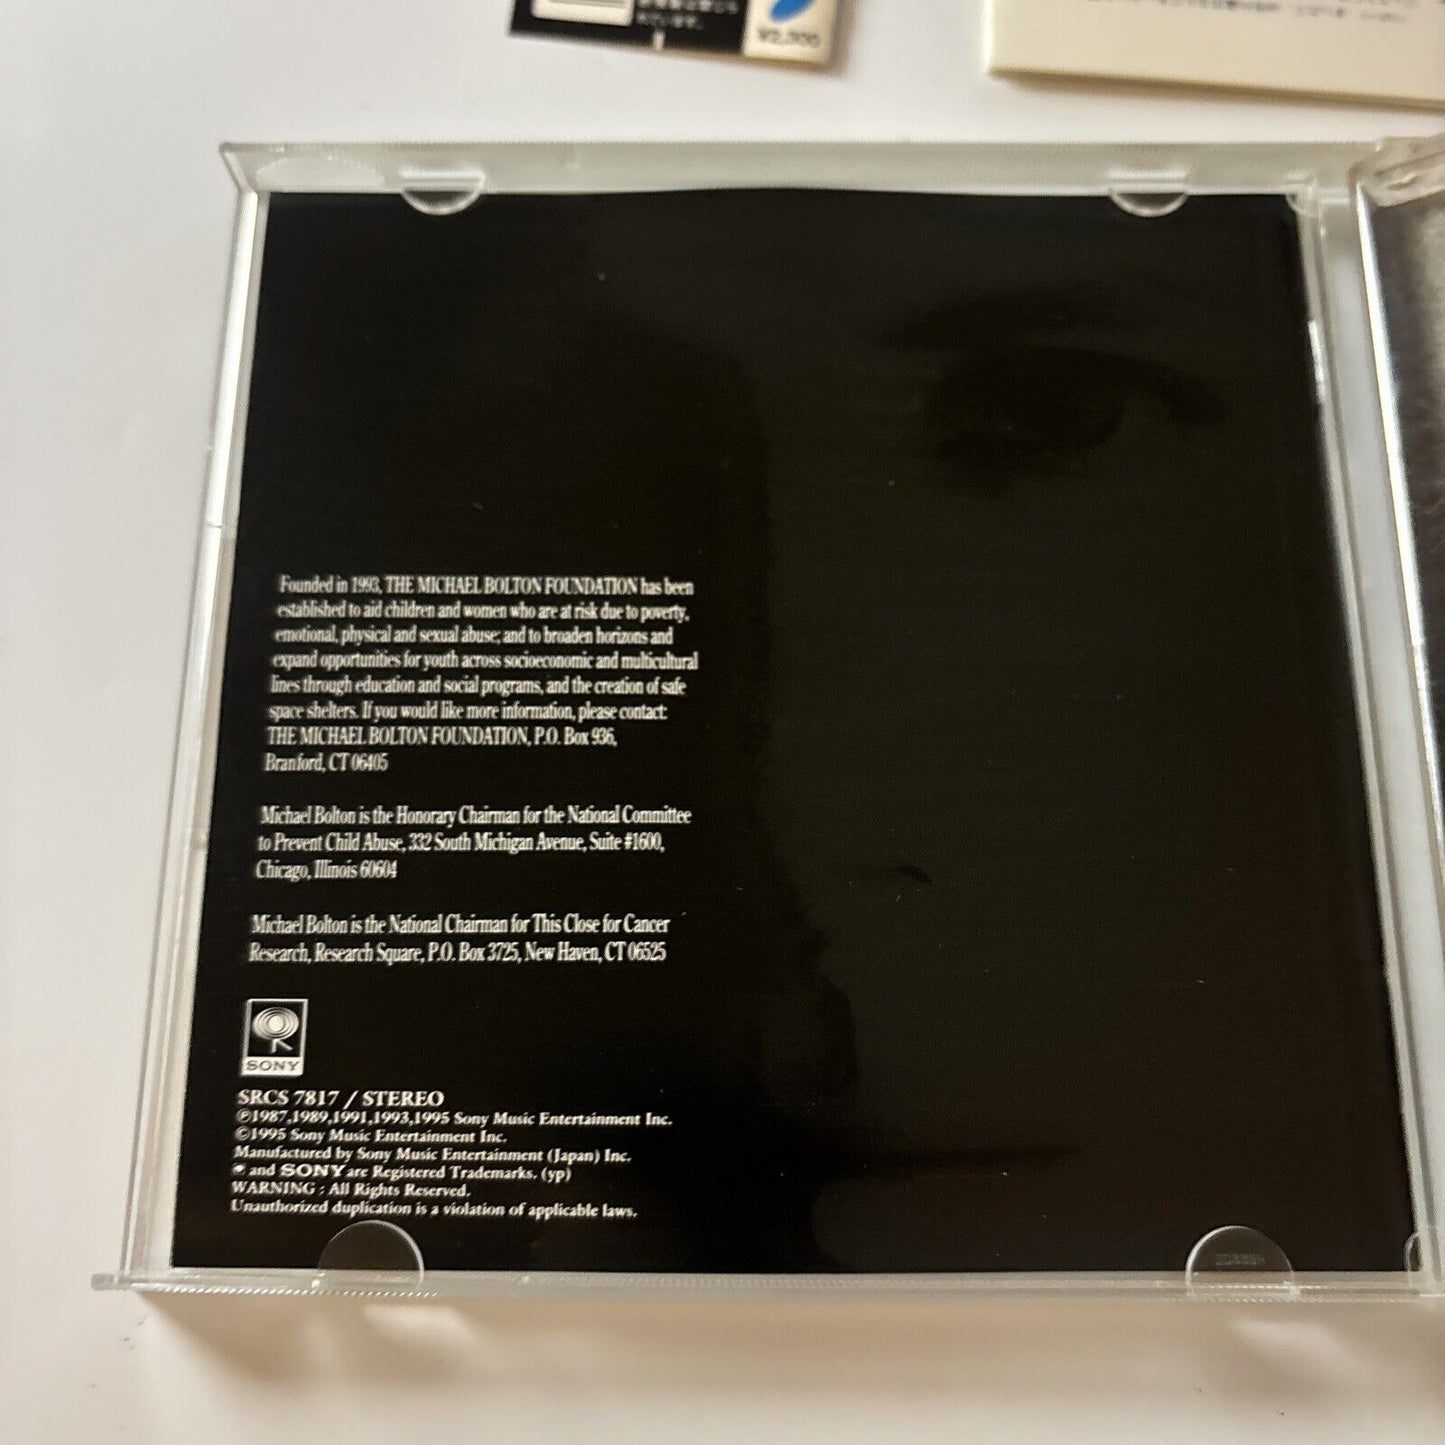 Founded in 1993, THE MICHAEL BOLTON FOUNDATION has been
established to aid children and women who are at risk due to poverty,
emotional, physical and sexual abuse; and to broaden horizons and
expand opportunities for youth across socioeconomic and multicultural
lines through education and social programs, and the creation of safe
space shelters. If you would like more information, please contact:
THE MICHAEL BOLTON FOUNDATION, P.O. Box 936,
Branford, CT 06405
Michael Bolton is the Honorary Chairman for the National Committee
to Prevent Child Abuse, 332 South Michigan Avenue, Suite #1600,
Chicago, Illinois 60604
Michael Bolton is the National Chairman for This Close for Cancer
Research, Research Square, P.O. Box 3725, New Haven, CT 06525
SONY
SRCS 7817 / STEREO
℗1987,1989,1991,1993,1995 Sony Music Entertainment Inc.
©1995 Sony Music Entertainment Inc.
Manufactured by Sony Music Entertainment (Japan) Inc.
and SONY are Registered Trademarks. (yp)
WARNING : All Rights Reserved.
Unauthorized duplication is a violation of applicable laws.